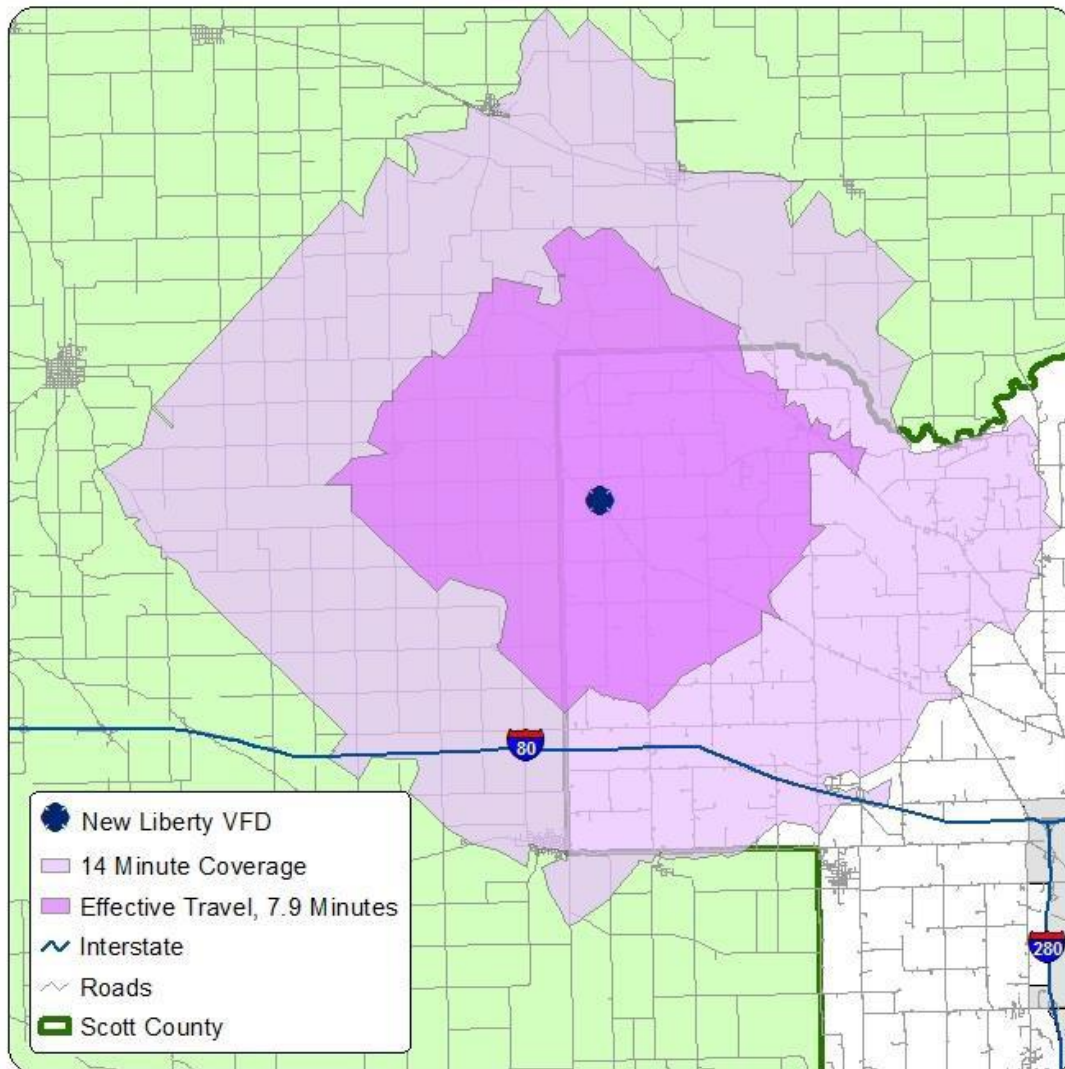 80
280
New Liberty VFD
14 Minute Coverage
Effective Travel, 7.9 Minutes
Interstate
Roads
Scott County